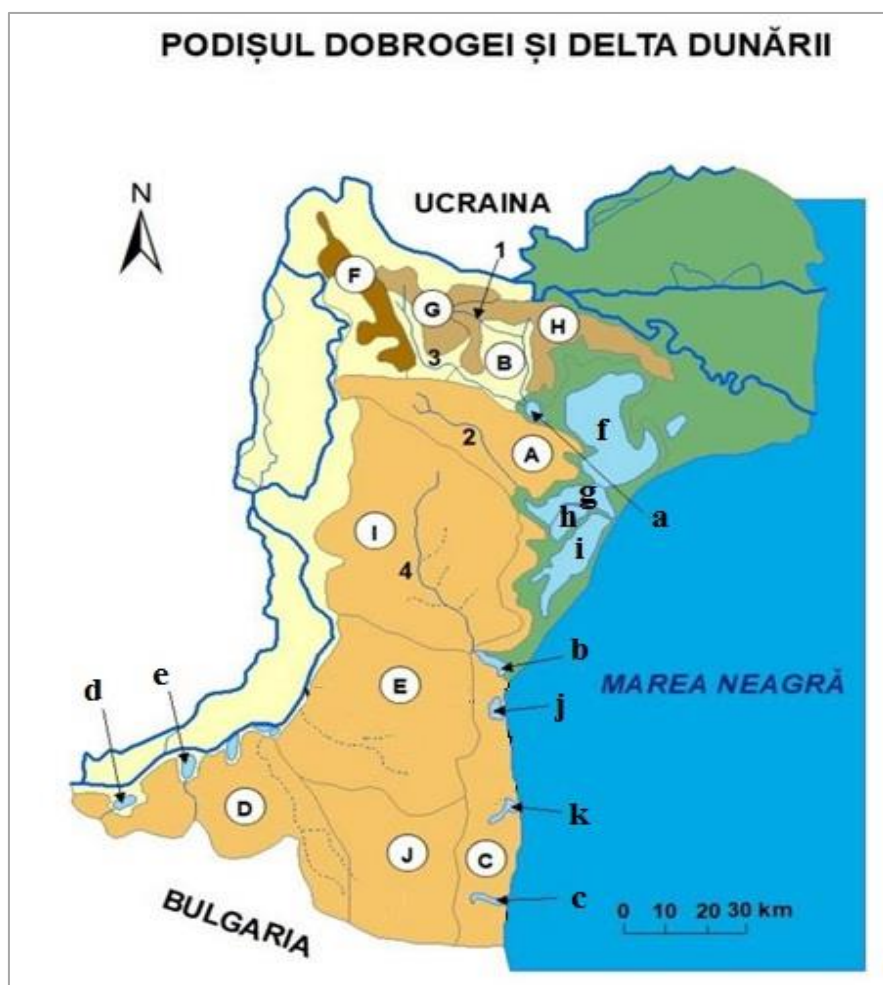 PODIȘUL DOBROGEI ȘI DELTA DUNĂRII
N
UCRAINA
1
F
G
H
3
B
f
2
A
g
h
a
I
i
4
b
E
MAREA NEAGRĂ
e
j
d
D
k
J
C
c
BULGARIA
0 10 20 30 km